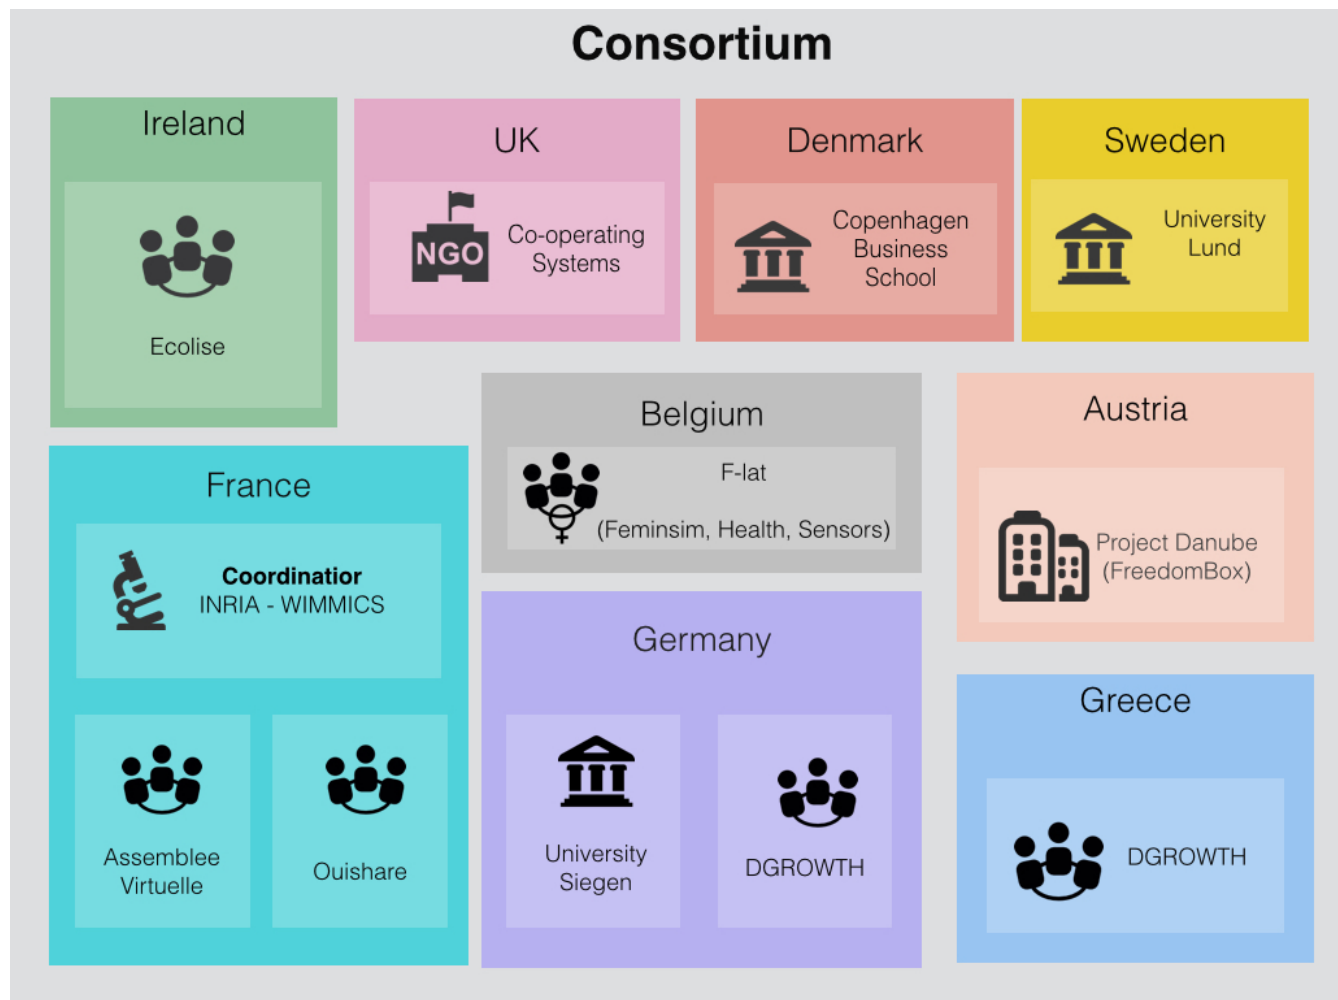 Consortium
Ireland
Ecolise
UK
NGO
Co-operating
Systems
Denmark
Copenhagen
Business
School
Sweden
University
Lund
France
Coordinatior
INRIA - WIMMICS
Assemblee
Virtuelle
Ouishare
Belgium
F-lat
(Feminsim, Health, Sensors)
Germany
University
Siegen
DGROWTH
Austria
Project Danube
(FreedomBox)
Greece
DGROWTH